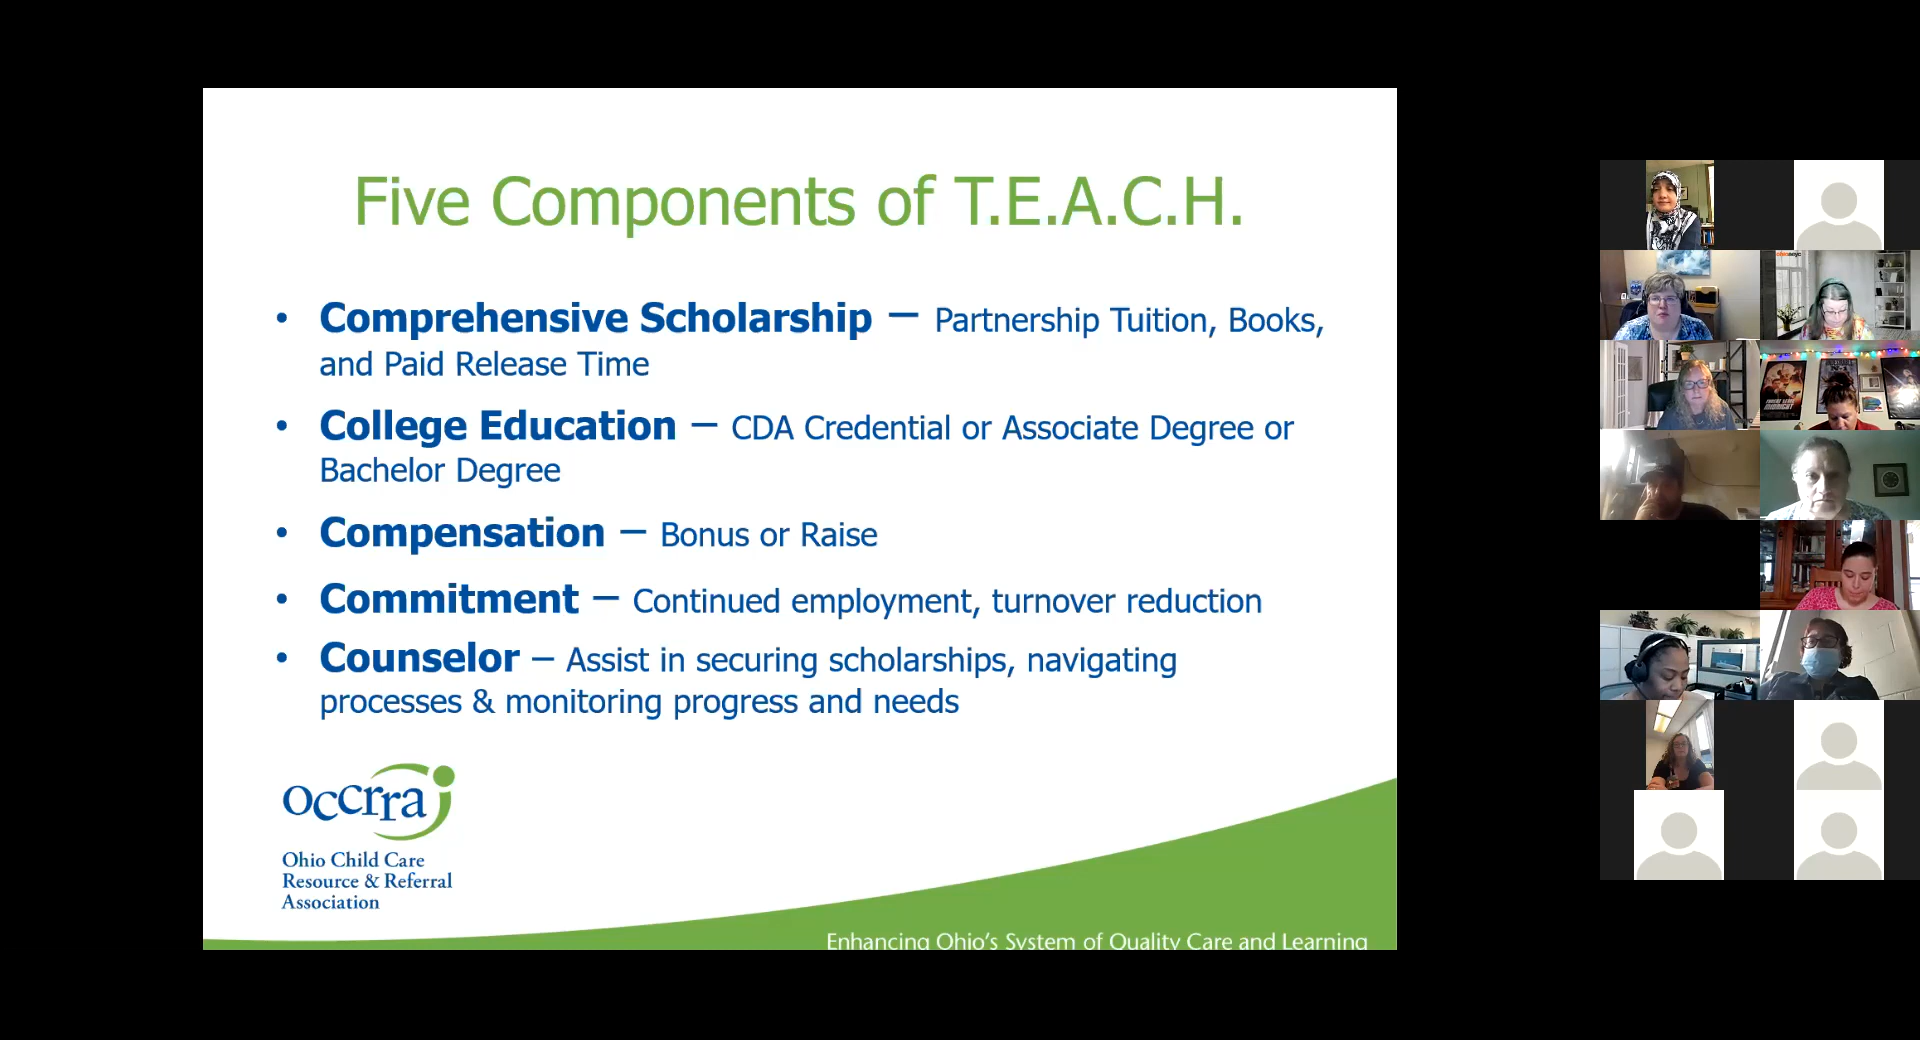 Five Components of T.E.A.C.H.
• Comprehensive Scholarship – Partnership Tuition, Books,
and Paid Release Time
• College Education – CDA Credential or Associate Degree or
Bachelor Degree
• Compensation – Bonus or Raise
• Commitment – Continued employment, turnover reduction
• Counselor – Assist in securing scholarships, navigating
processes & monitoring progress and needs
occrra
Ohio Child Care
Resource & Referral
Association
Enhancing Ohio's System of Quality Care and Learning